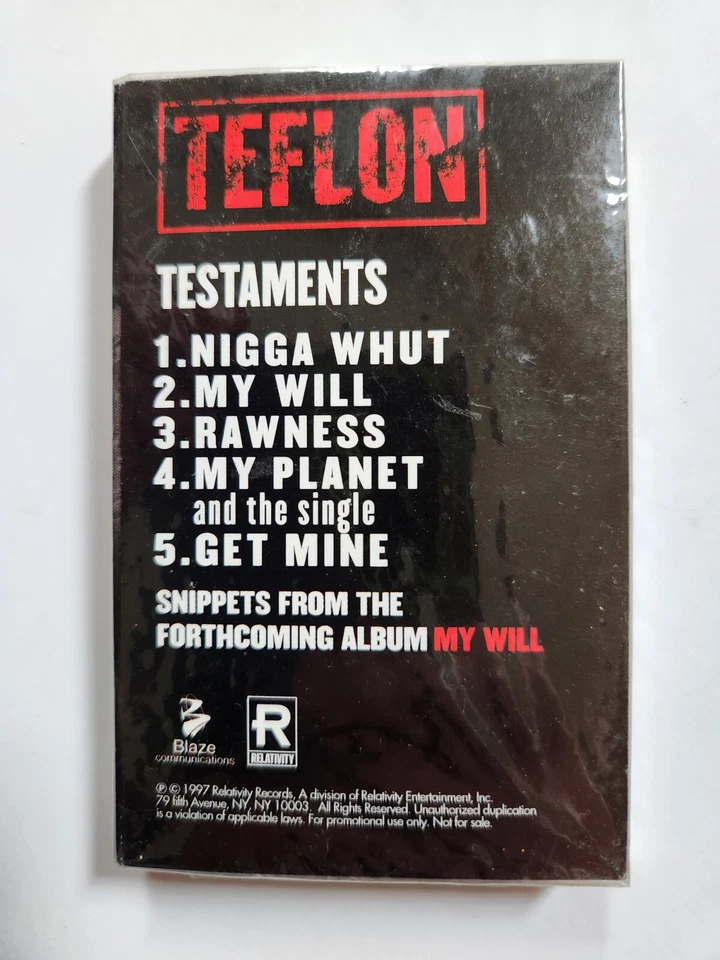 TEFLON
TESTAMENTS
1.NIGGA WHUT
2.MY WILL
3.RAWNESS
4.MY PLANET
and the single
5.GET MINE
SNIPPETS FROM THE
FORTHCOMING ALBUM MY WILL
Blaze
communications
R
RELATIVITY
℗ © 1997 Relativity Records, A division of Relativity Entertainment, Inc.
79 fifth Avenue, NY, NY 10003. All Rights Reserved. Unauthorized duplication
is a violation of applicable laws. For promotional use only. Not for sale.